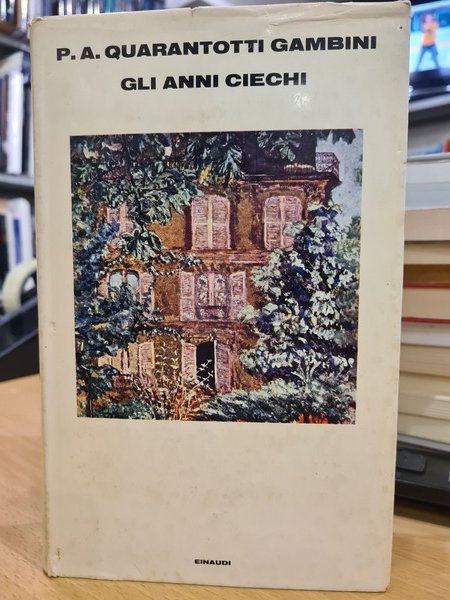 P. A. QUARANTOTTI GAMBINI
GLI ANNI CIECHI
EINAUDI